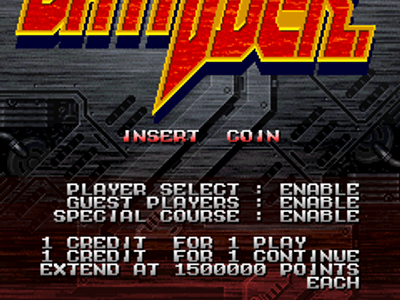 INSERT COIN
PLAYER SELECT : ENABLE
GUEST PLAYERS : ENABLE
SPECIAL COURSE : ENABLE
1 CREDIT FOR 1 PLAY
1 CREDIT FOR 1 CONTINUE
EXTEND AT 1500000 POINTS
EACH